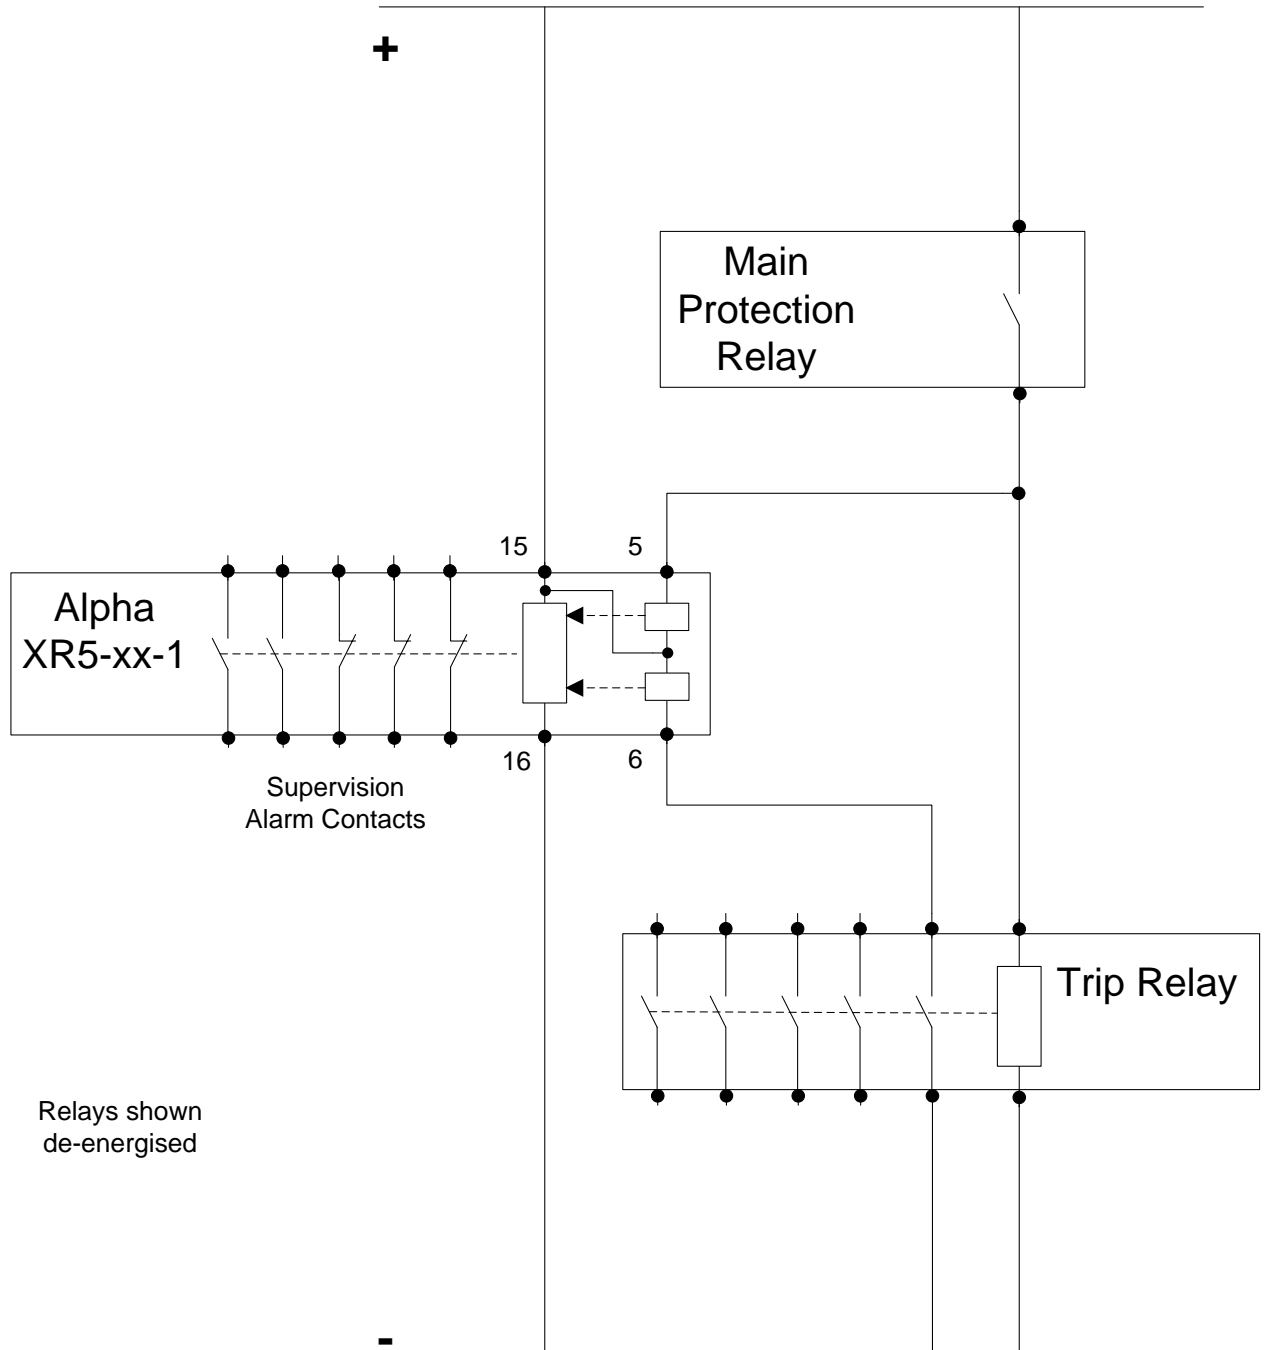 +
Main
Protection
Relay
15
5
Alpha
XR5-xx-1
16
6
Supervision
Alarm Contacts
Trip Relay
Relays shown
de-energised
-